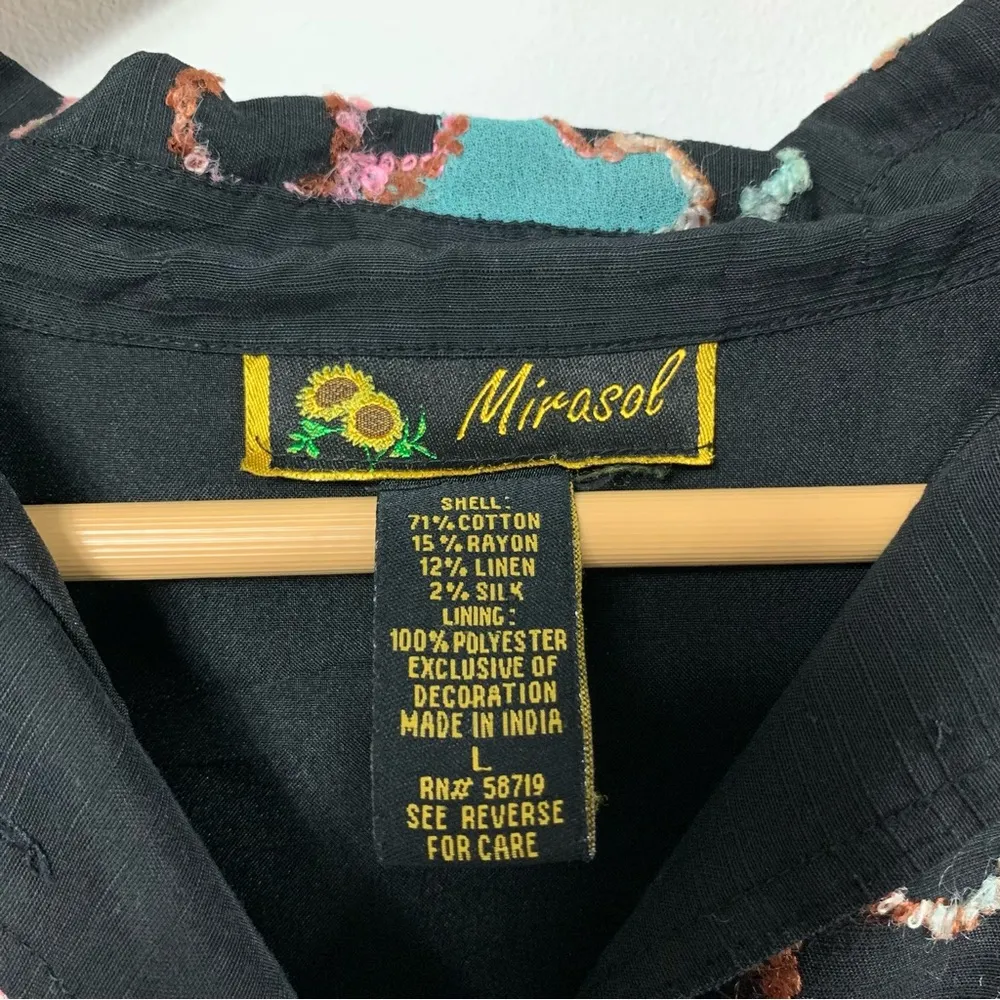 Mirasol
SHELL:
71% COTTON
15% RAYON
12% LINEN
2% SILK
LINING:
100% POLYESTER
EXCLUSIVE OF
DECORATION
MADE IN INDIA
L
RN# 58719
SEE REVERSE
FOR CARE